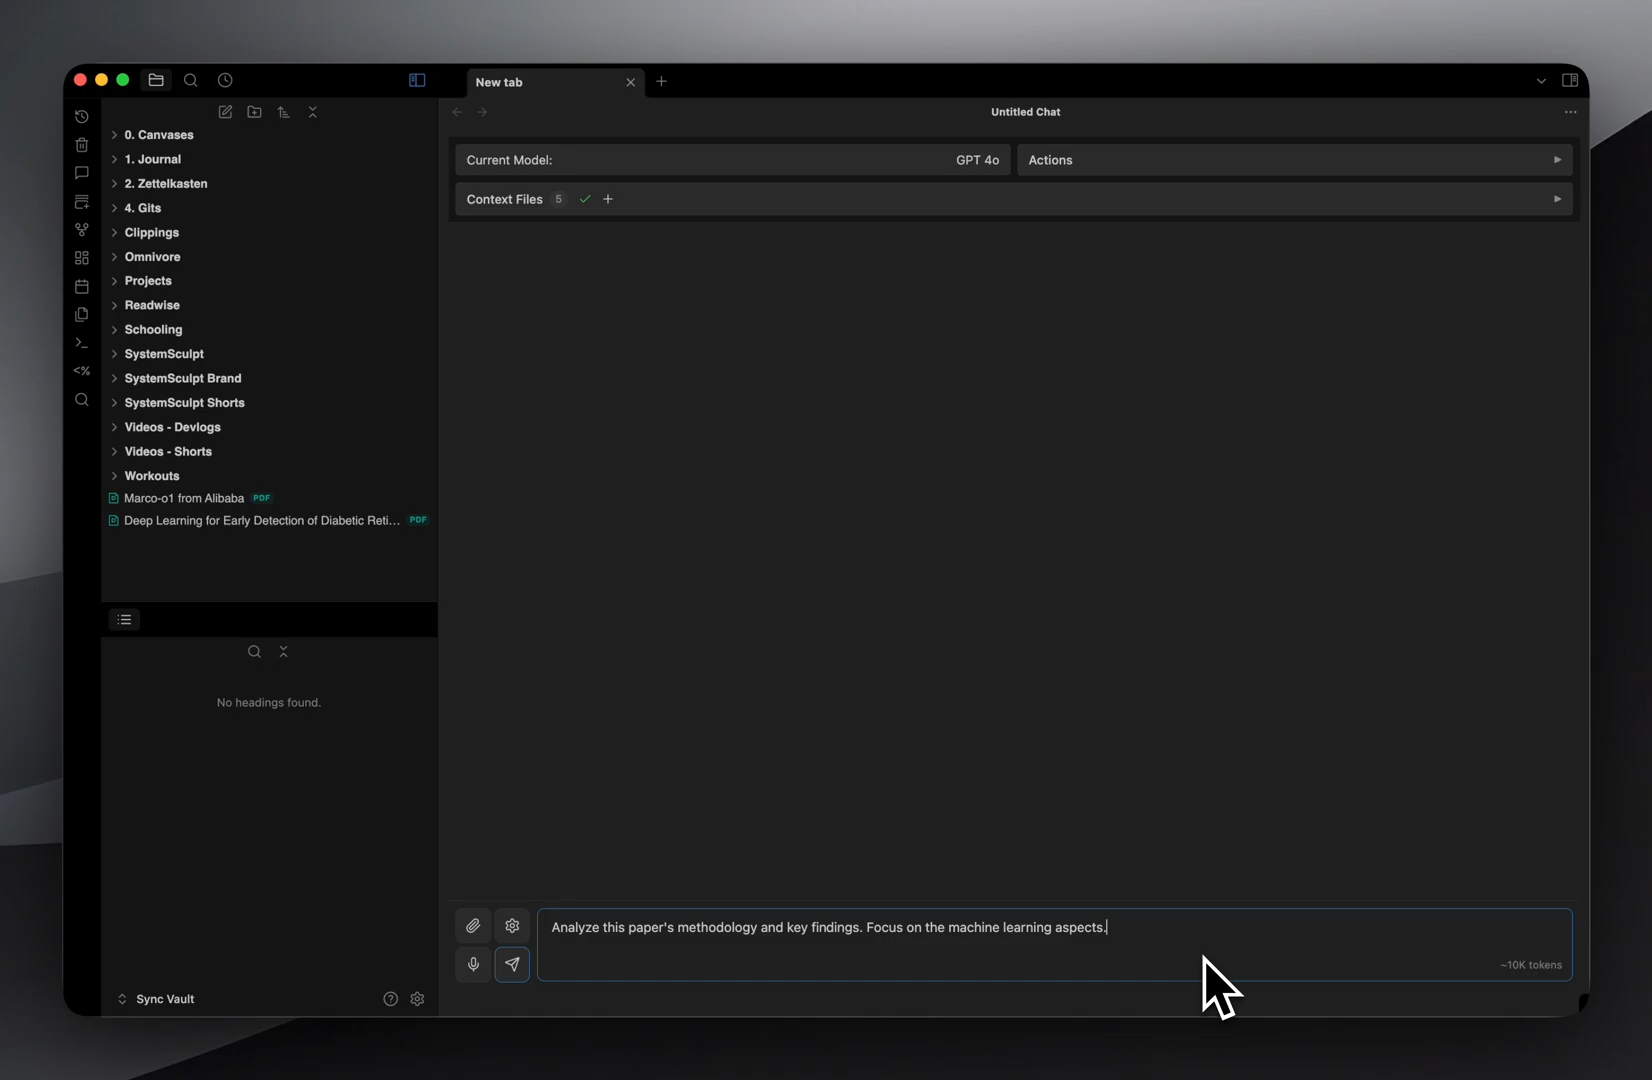 New tab
Untitled Chat
0. Canvases
1. Journal
2. Zettelkasten
4. Gits
Clippings
Omnivore
Projects
Readwise
Schooling
SystemSculpt
SystemSculpt Brand
SystemSculpt Shorts
Videos - Devlogs
Videos - Shorts
Workouts
Marco-o1 from Alibaba PDF
Deep Learning for Early Detection of Diabetic Reti... PDF
<%
No headings found.
Sync Vault
Current Model: GPT 4o
Actions
Context Files 5
Analyze this paper's methodology and key findings. Focus on the machine learning aspects.
~10K tokens